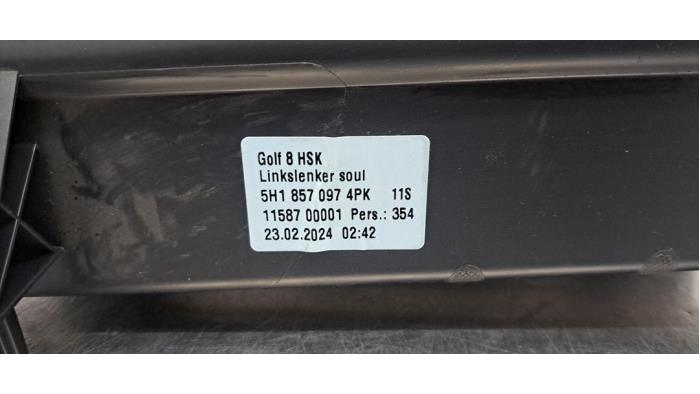 Golf 8 HSK
Linkslenker soul
5H1 857 097 4PK 11S
11587 00001 Pers.: 354
23.02.2024 02:42